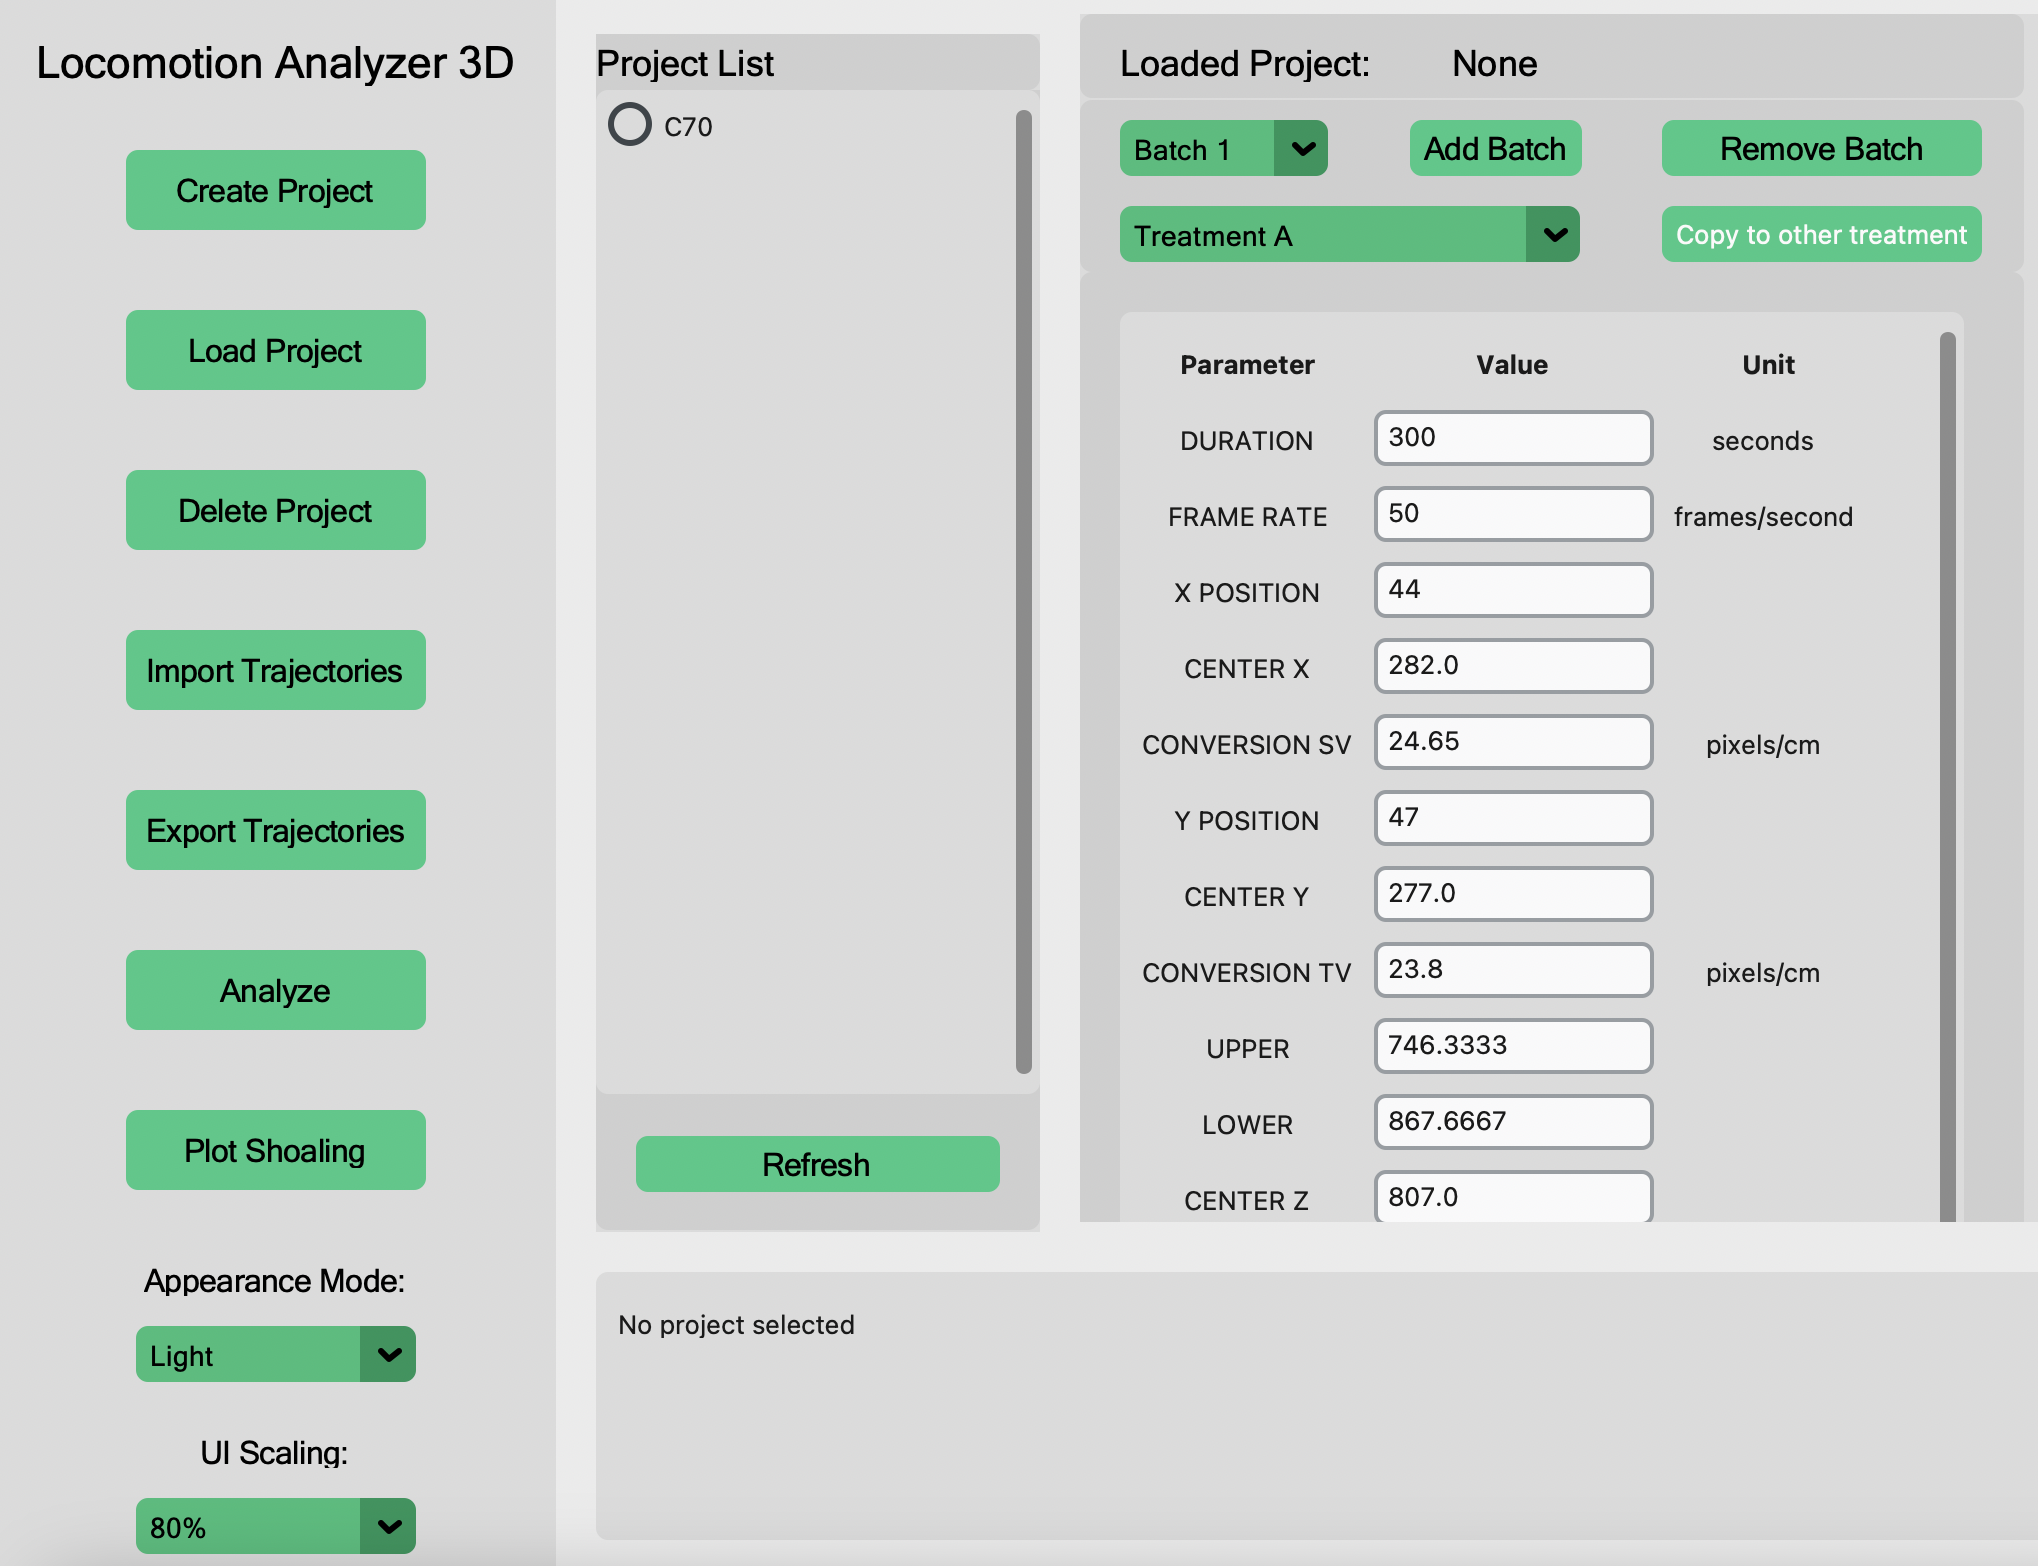 Locomotion Analyzer 3D
Create Project
Load Project
Delete Project
Import Trajectories
Export Trajectories
Analyze
Plot Shoaling
Appearance Mode:
Light
UI Scaling:
80%
Project List
C70
Refresh
Loaded Project: None
Batch 1 Add Batch Remove Batch
Treatment A Copy to other treatment
Parameter Value Unit
DURATION 300 seconds
FRAME RATE 50 frames/second
X POSITION 44
CENTER X 282.0
CONVERSION SV 24.65 pixels/cm
Y POSITION 47
CENTER Y 277.0
CONVERSION TV 23.8 pixels/cm
UPPER 746.3333
LOWER 867.6667
CENTER Z 807.0
No project selected